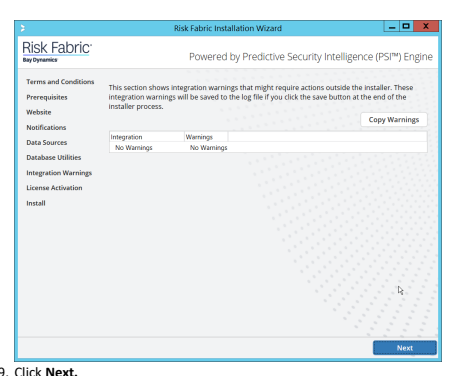 Risk Fabric Installation Wizard
Risk Fabric
Bay Dynamics
Powered by Predictive Security Intelligence (PSI™) Engine
Terms and Conditions
Prerequisites
Website
Notifications
Data Sources
Database Utilities
Integration Warnings
License Activation
Install
This section shows integration warnings that might require actions outside the installer. These
integration warnings will be saved to the log file if you click the save button at the end of the
installer process.
Copy Warnings
Integration Warnings
No Warnings No Warnings
Next
9. Click Next.